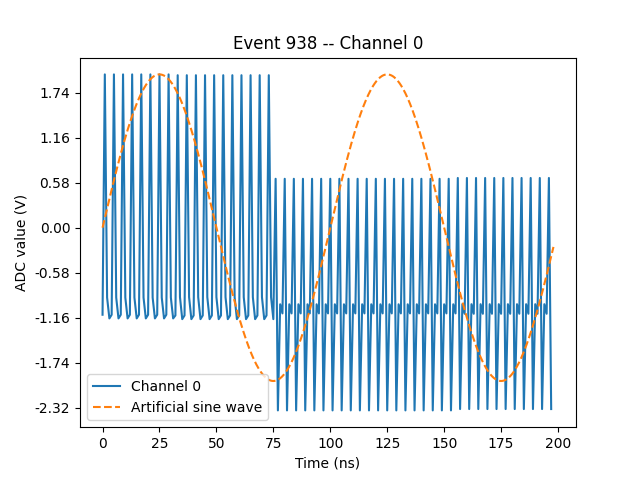 Event 938 -- Channel 0
ADC value (V)
1.74
1.16
0.58
0.00
-0.58
-1.16
-1.74
-2.32
Channel 0
Artificial sine wave
0 25 50 75 100 125 150 175 200
Time (ns)